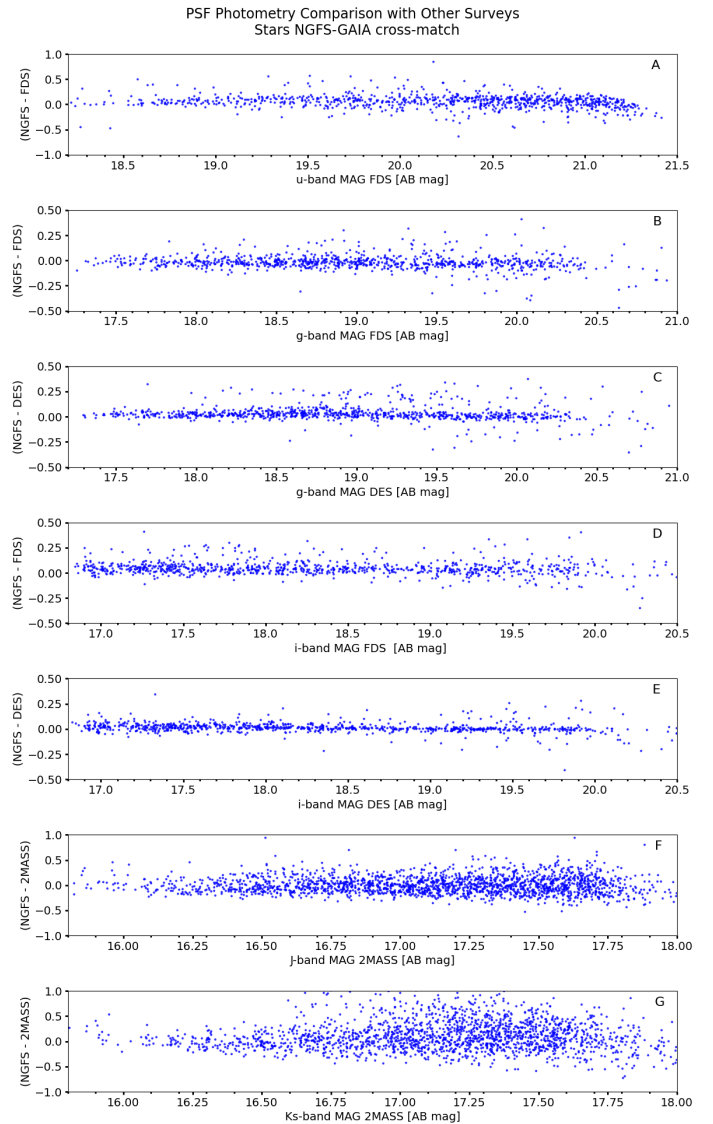 PSF Photometry Comparison with Other Surveys
Stars NGFS-GAIA cross-match
A
(NGFS - FDS)
1.0
0.5
0.0
−0.5
−1.0
18.5 19.0 19.5 20.0 20.5 21.0 21.5
u-band MAG FDS [AB mag]
B
(NGFS - FDS)
0.50
0.25
0.00
−0.25
−0.50
17.5 18.0 18.5 19.0 19.5 20.0 20.5 21.0
g-band MAG FDS [AB mag]
C
(NGFS - DES)
0.50
0.25
0.00
−0.25
−0.50
17.5 18.0 18.5 19.0 19.5 20.0 20.5 21.0
g-band MAG DES [AB mag]
D
(NGFS - FDS)
0.50
0.25
0.00
−0.25
−0.50
17.0 17.5 18.0 18.5 19.0 19.5 20.0 20.5
i-band MAG FDS [AB mag]
E
(NGFS - DES)
0.50
0.25
0.00
−0.25
−0.50
17.0 17.5 18.0 18.5 19.0 19.5 20.0 20.5
i-band MAG DES [AB mag]
F
(NGFS - 2MASS)
1.0
0.5
0.0
−0.5
−1.0
16.00 16.25 16.50 16.75 17.00 17.25 17.50 17.75 18.00
J-band MAG 2MASS [AB mag]
G
(NGFS - 2MASS)
1.0
0.5
0.0
−0.5
−1.0
16.00 16.25 16.50 16.75 17.00 17.25 17.50 17.75 18.00
Ks-band MAG 2MASS [AB mag]